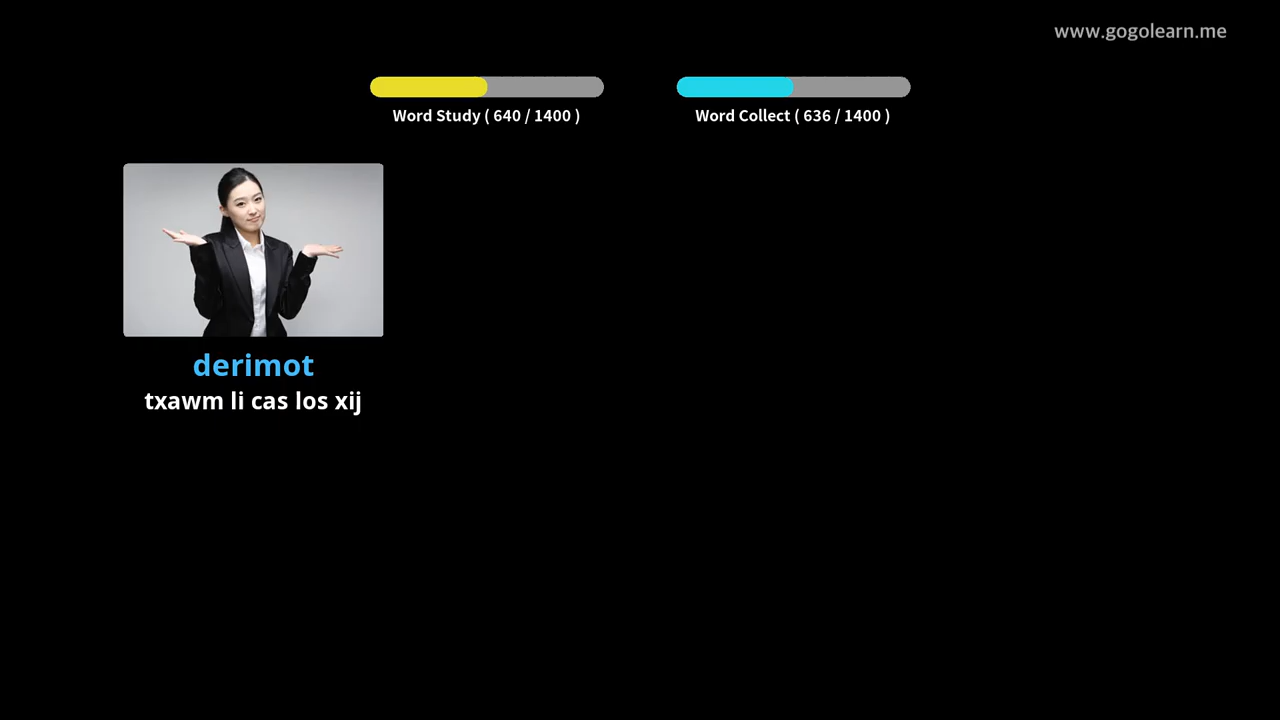 www.gogolearn.me
Word Study ( 640 / 1400 )
Word Collect ( 636 / 1400 )
derimot
txawm li cas los xij